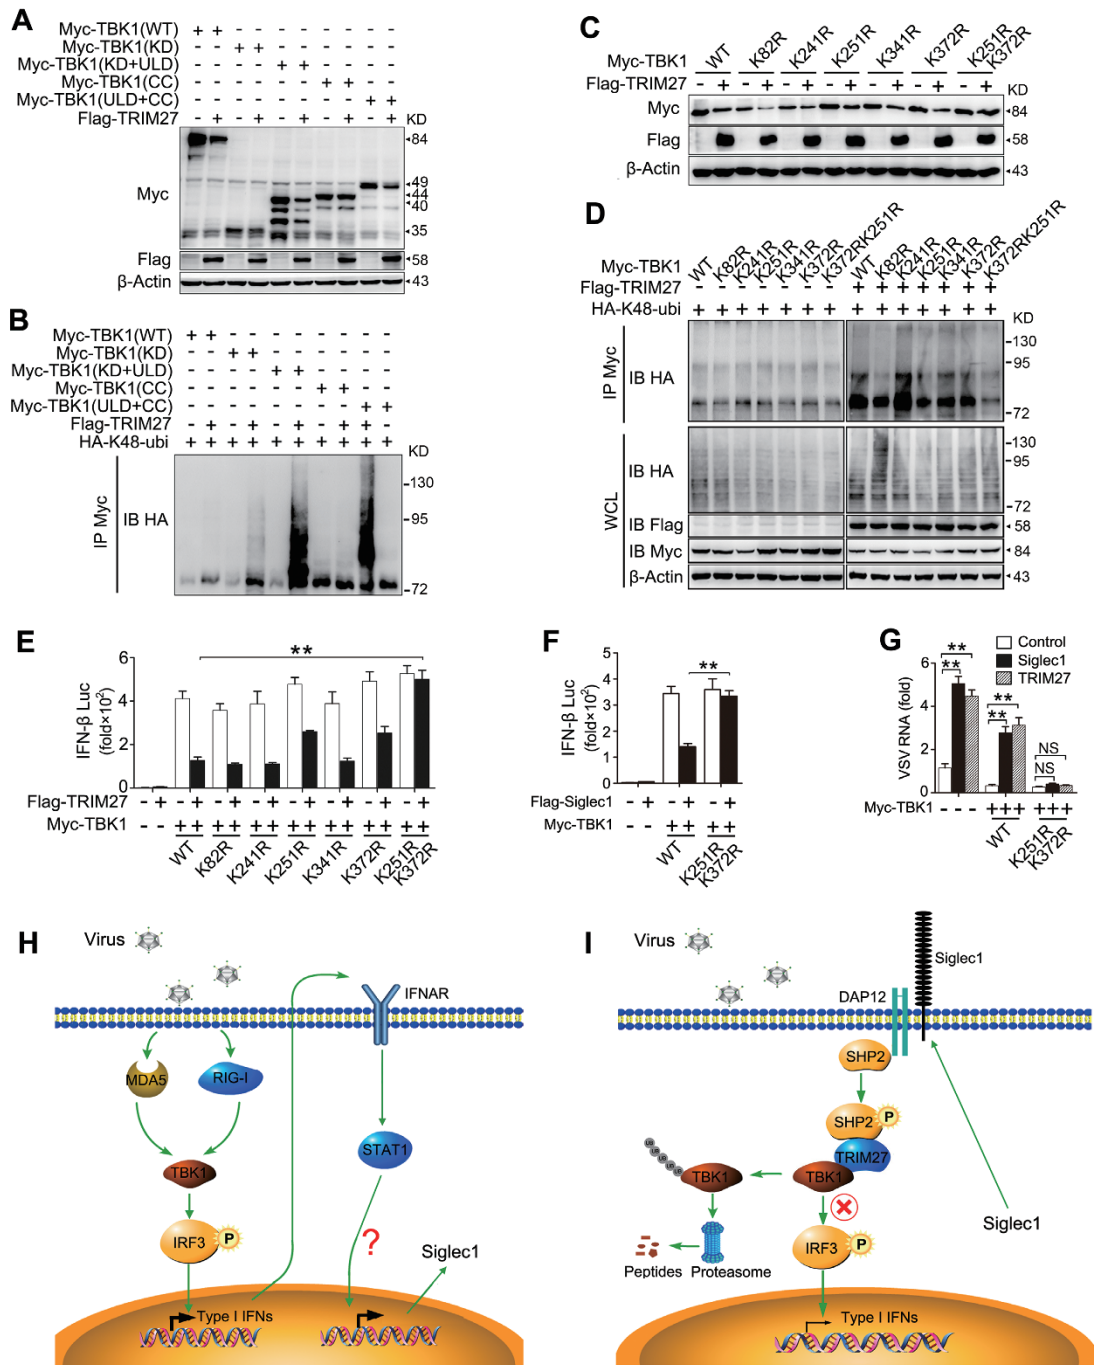 A
Myc-TBK1(WT) + + - - - - - - - -
Myc-TBK1(KD) - - + + - - - - - -
Myc-TBK1(KD+ULD) - - - - + + - - - -
Myc-TBK1(CC) - - - - - - + + - -
Myc-TBK1(ULD+CC) - - - - - - - - + +
Flag-TRIM27 - + - + - + - + - +
KD
Myc
84
49
44
40
35
Flag 58
β-Actin 43
B
Myc-TBK1(WT) + + - - - - - - - -
Myc-TBK1(KD) - - + + - - - - - -
Myc-TBK1(KD+ULD) - - - - + + - - - -
Myc-TBK1(CC) - - - - - - + + - -
Myc-TBK1(ULD+CC) - - - - - - - - + +
Flag-TRIM27 - + - + - + - + + -
HA-K48-ubi + + + + + + + + + +
KD
IP Myc
IB HA
130
95
72
C
Myc-TBK1 WT K82R K241R K251R K341R K372R K251R K372R
Flag-TRIM27 - + - + - + - + - + - + - +
KD
Myc 84
Flag 58
β-Actin 43
D
Myc-TBK1 WT K82R K241R K251R K341R K372R K372RK251R WT K82R K241R K251R K341R K372R K372RK251R
Flag-TRIM27 - - - - - - - + + + + + + +
HA-K48-ubi + + + + + + + + + + + + + +
KD
IP Myc
IB HA
130
95
72
WCL
IB HA
130
95
72
IB Flag 58
IB Myc 84
β-Actin 43
E
**
IFN-β Luc
(fold×10²)
6
4
2
0
Flag-TRIM27 - + - + - + - + - + - + - +
Myc-TBK1 - - + + + + + + + + + + + +
WT K82R K241R K251R K341R K372R K251R
K372R
F
**
IFN-β Luc
(fold×10²)
5
4
3
2
1
0
Flag-Siglec1 - + - + - +
Myc-TBK1 - - + + + +
WT K251R
K372R
G
Control
Siglec1
TRIM27
VSV RNA (fold)
6
4
2
0
**
**
**
**
NS
NS
Myc-TBK1 - - - + + + + + +
WT K251R
K372R
H
Virus
IFNAR
MDA5
RIG-I
STAT1
TBK1
IRF3
P
?
Siglec1
Type I IFNs
I
Virus
Siglec1
DAP12
SHP2
SHP2
P
TRIM27
UB UB UB UB UB
TBK1
TBK1
IRF3
P
Siglec1
Peptides
Proteasome
Type I IFNs